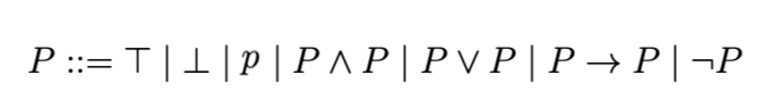 P ::= ⊤ | ⊥ | p | P ∧ P | P ∨ P | P → P | ¬P